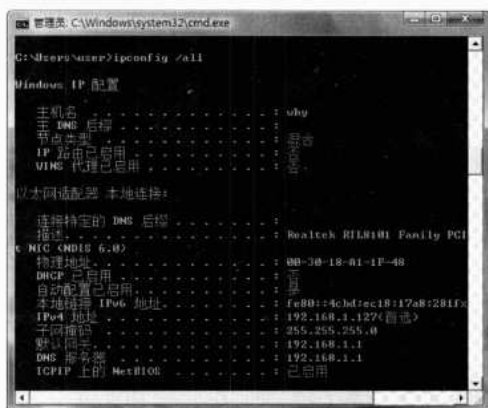 管理员: C:\Windows\system32\cmd.exe
C:\Users\user>ipconfig /all
Windows IP 配置
主机名 . . . . . . . . . . . . . : why
主 DNS 后缀 . . . . . . . . . . . :
节点类型 . . . . . . . . . . . . : 混合
IP 路由已启用 . . . . . . . . . . :
WINS 代理已启用 . . . . . . . . . :
以太网适配器 本地连接:
连接特定的 DNS 后缀 . . . . . . . :
描述. . . . . . . . . . . . . . . : Realtek RTL8101 Family PCI
t NIC (NDIS 6.0)
物理地址. . . . . . . . . . . . . : 00-30-18-A1-1F-48
DHCP 已启用 . . . . . . . . . . . : 否
自动配置已启用. . . . . . . . . . : 是
本地链接 IPv6 地址. . . . . . . . :
IPv4 地址 . . . . . . . . . . . . : 192.168.1.127(首选)
子网掩码 . . . . . . . . . . . . : 255.255.255.0
默认网关. . . . . . . . . . . . . : 192.168.1.1
DNS 服务器 . . . . . . . . . . . : 192.168.1.1
TCPIP 上的 NetBIOS . . . . . . . : 已启用